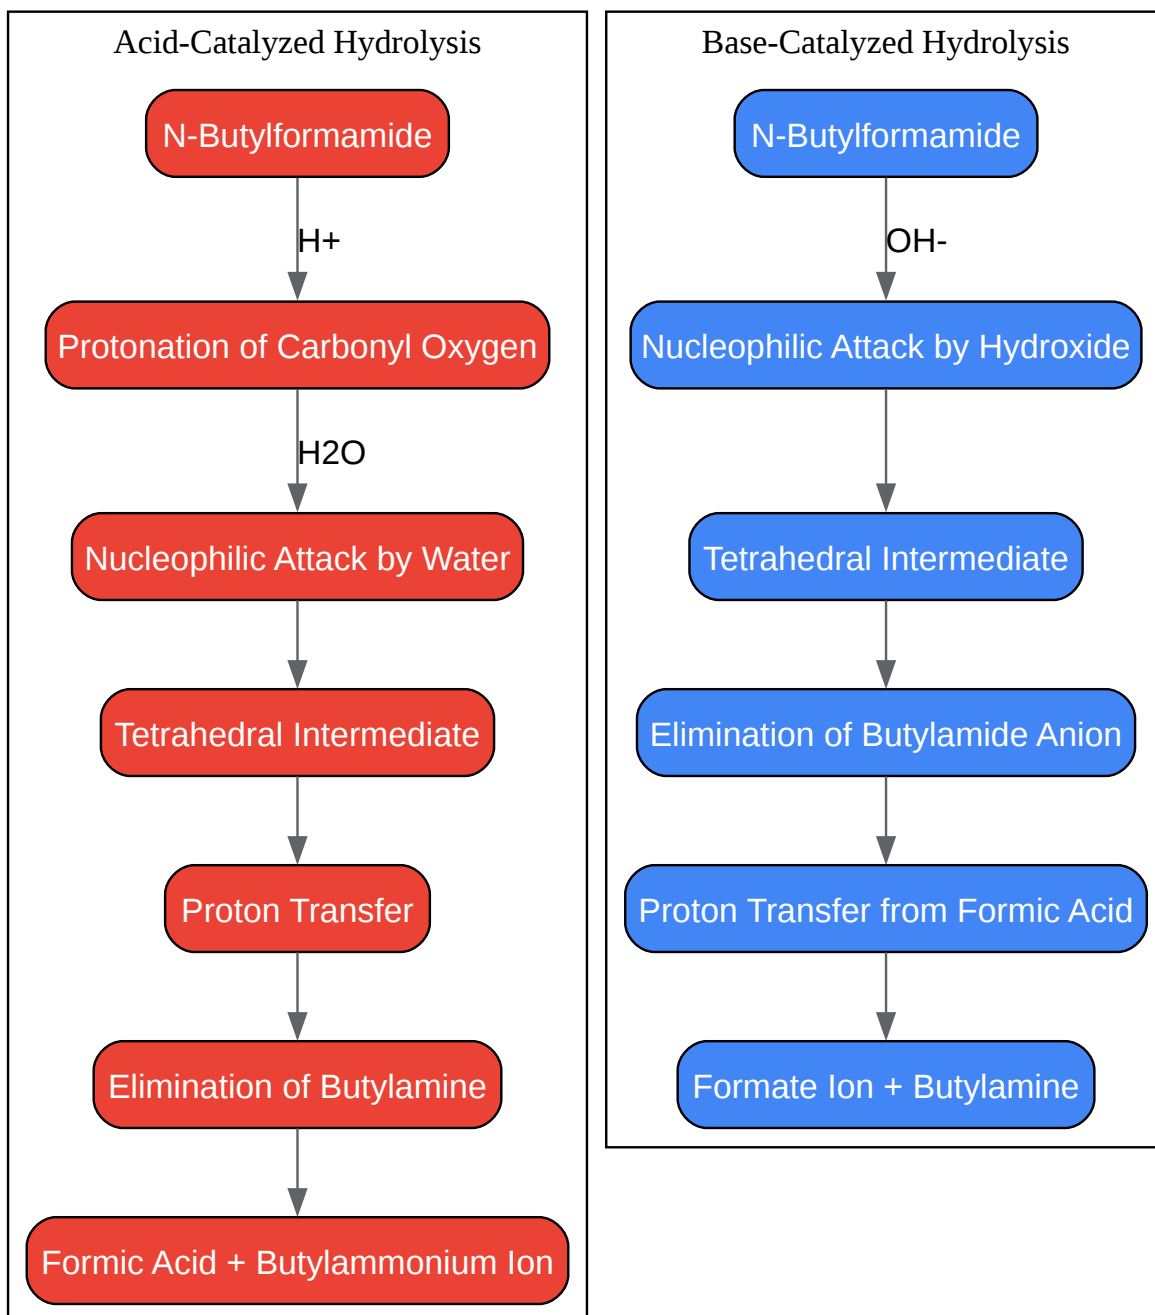 Acid-Catalyzed Hydrolysis
N-Butylformamide
H+
Protonation of Carbonyl Oxygen
H2O
Nucleophilic Attack by Water
Tetrahedral Intermediate
Proton Transfer
Elimination of Butylamine
Formic Acid + Butylammonium Ion
Base-Catalyzed Hydrolysis
N-Butylformamide
OH-
Nucleophilic Attack by Hydroxide
Tetrahedral Intermediate
Elimination of Butylamide Anion
Proton Transfer from Formic Acid
Formate Ion + Butylamine